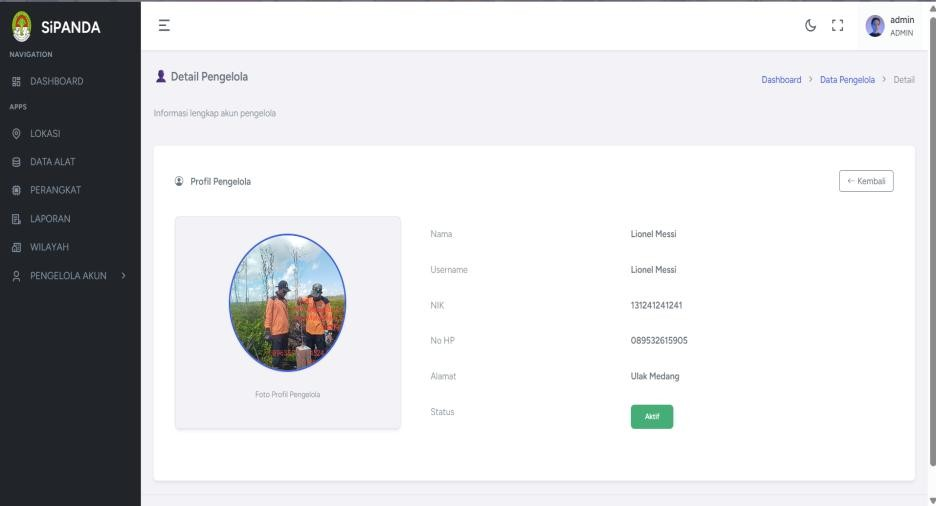 SiPANDA
NAVIGATION
DASHBOARD
APPS
LOKASI
DATA ALAT
PERANGKAT
LAPORAN
WILAYAH
PENGELOLA AKUN
admin
ADMIN
Detail Pengelola
Dashboard > Data Pengelola > Detail
Informasi lengkap akun pengelola
Profil Pengelola
← Kembali
Foto Profil Pengelola
Nama Lionel Messi
Username Lionel Messi
NIK 131241241241
No HP 089532615905
Alamat Ulak Medang
Status Aktif